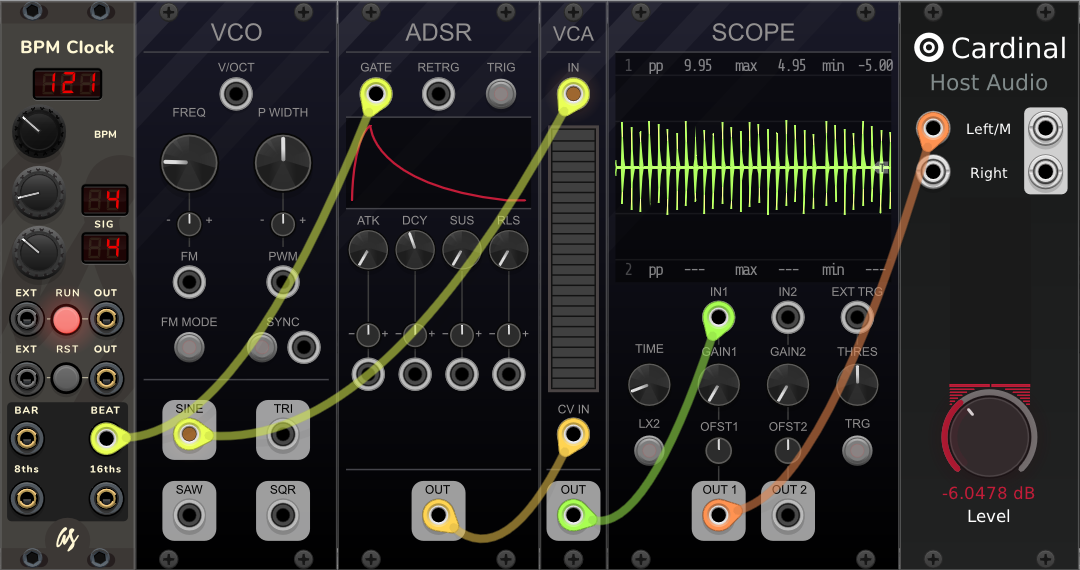 BPM Clock
121
BPM
4
SIG
4
EXT RUN OUT
EXT RST OUT
BAR BEAT
8ths 16ths
as
VCO
V/OCT
FREQ P WIDTH
- + - +
FM PWM
FM MODE SYNC
SINE TRI
SAW SQR
ADSR
GATE RETRG TRIG
ATK DCY SUS RLS
- + - + - + - +
OUT
VCA
IN
CV IN
OUT
SCOPE
1 pp 9.95 max 4.95 min -5.00
2 pp --- max --- min ---
IN1 IN2 EXT TRG
TIME GAIN1 GAIN2 THRES
LX2 OFST1 OFST2 TRG
OUT 1 OUT 2
Cardinal
Host Audio
Left/M
Right
-6.0478 dB
Level